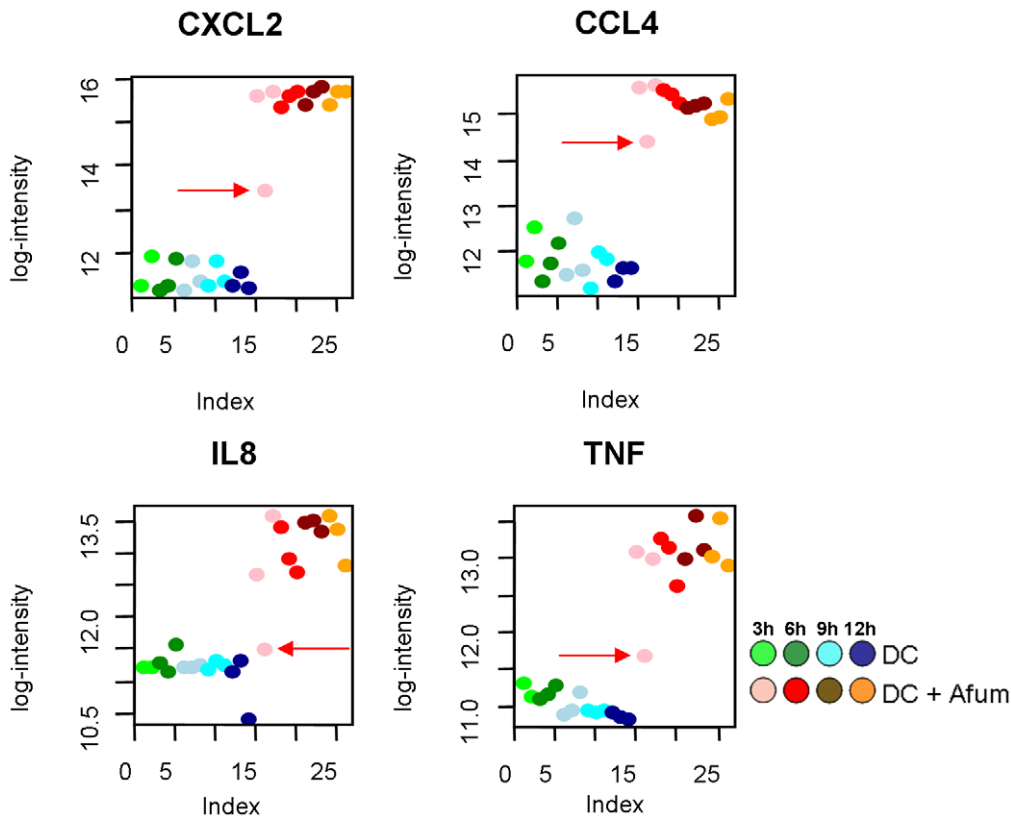 CXCL2
CCL4
log-intensity
16
14
12
0 5 15 25
Index
log-intensity
15
14
13
12
0 5 15 25
Index
IL8
TNF
log-intensity
13.5
12.0
10.5
0 5 15 25
Index
log-intensity
13.0
12.0
11.0
0 5 15 25
Index
3h 6h 9h 12h
DC
DC + Afum